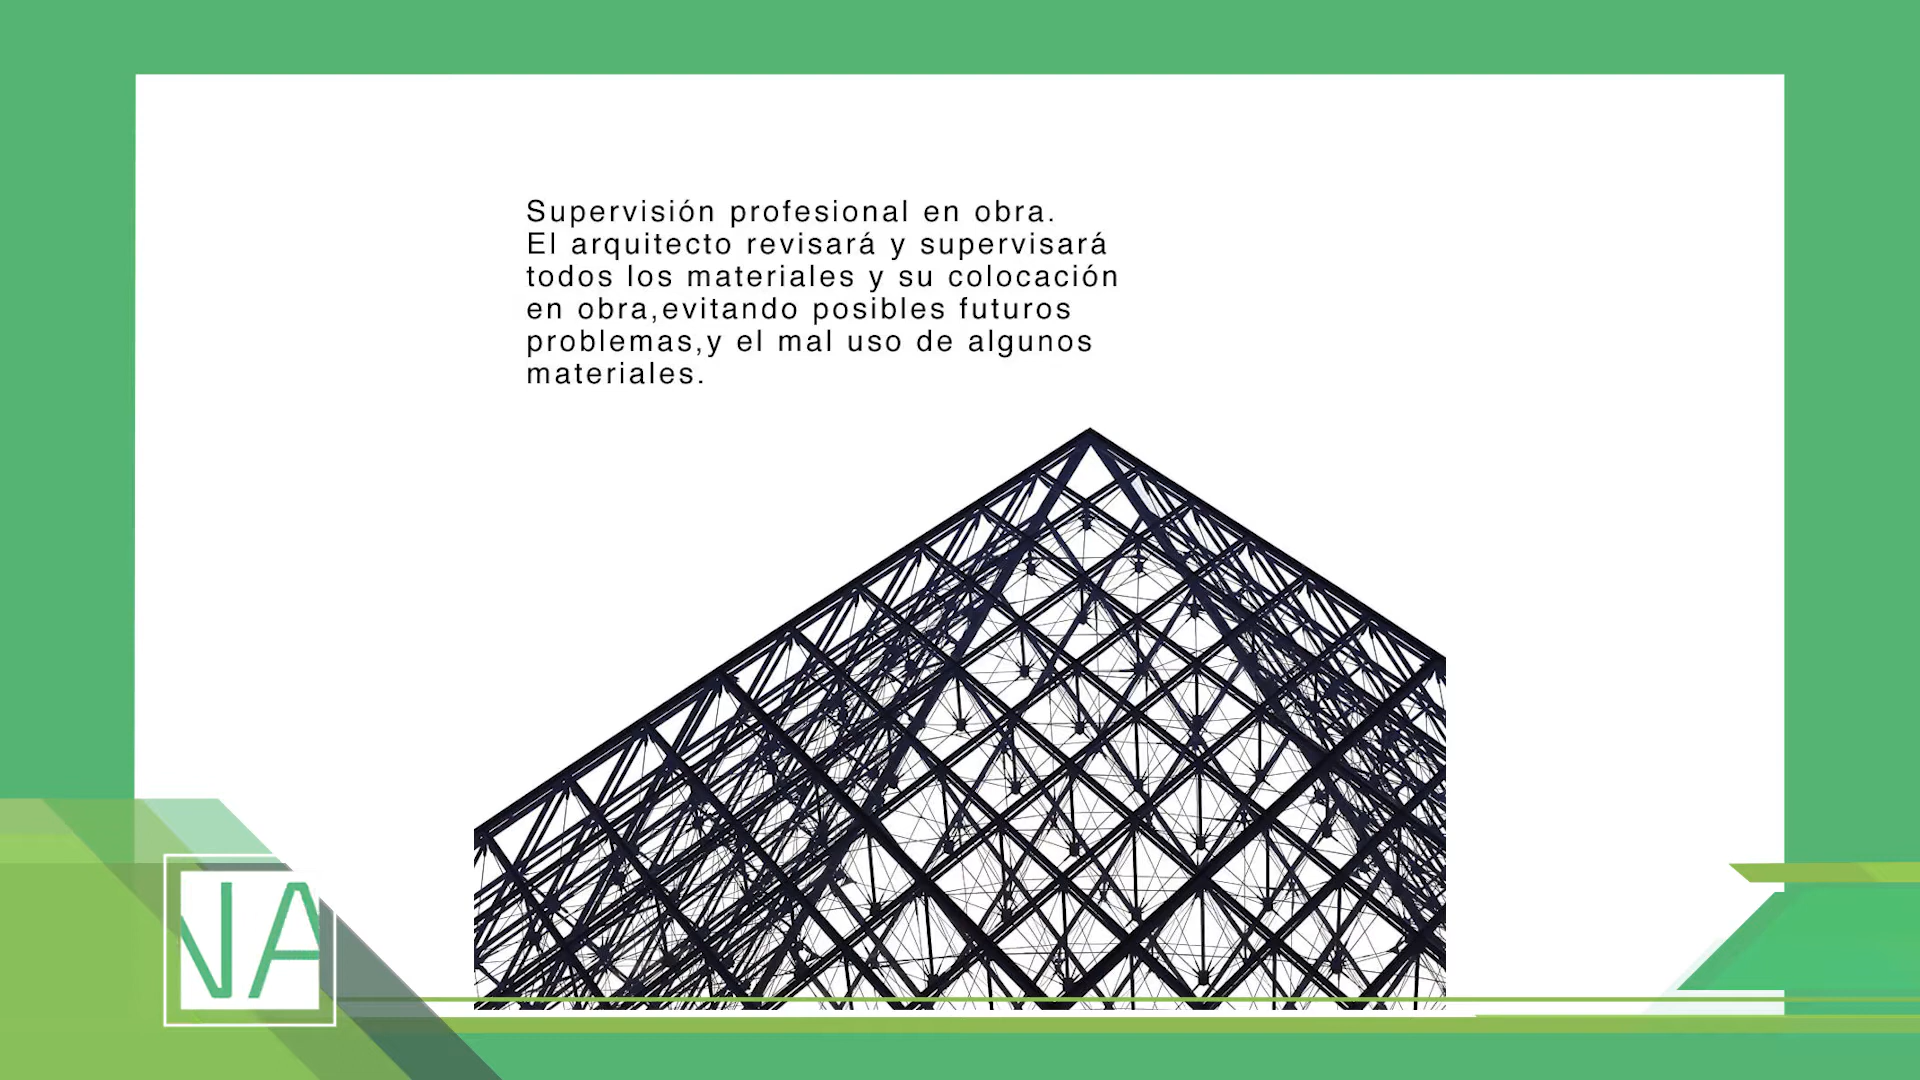 Supervisión profesional en obra.
El arquitecto revisará y supervisará
todos los materiales y su colocación
en obra,evitando posibles futuros
problemas,y el mal uso de algunos
materiales.
NA